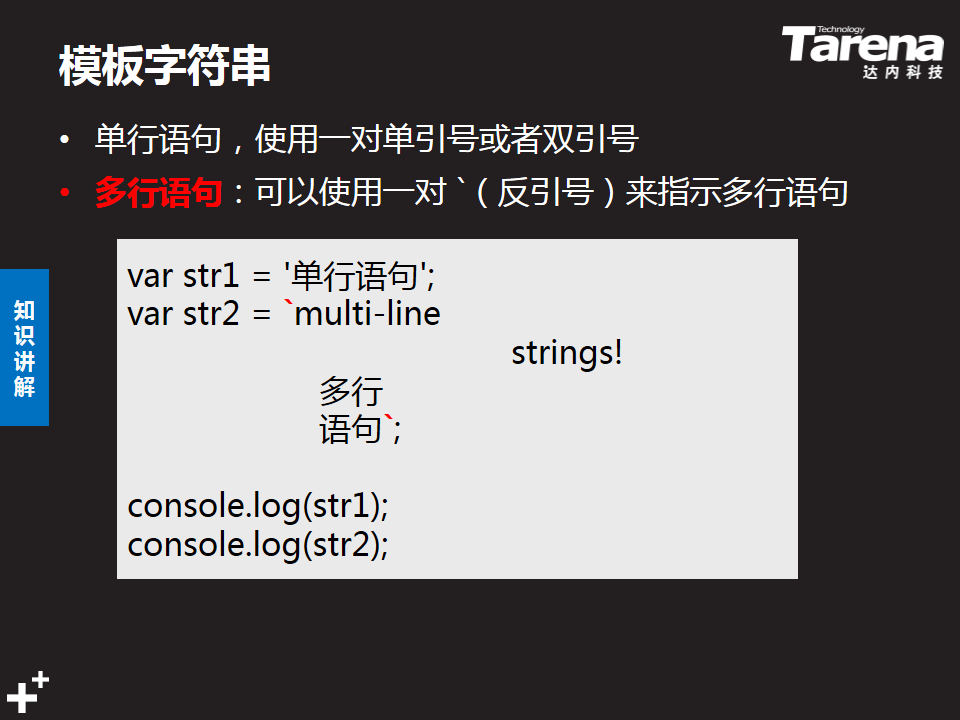 模板字符串
Technology
Tarena
达内科技
• 单行语句，使用一对单引号或者双引号
• 多行语句：可以使用一对 `（反引号）来指示多行语句
知识讲解
var str1 = '单行语句';
var str2 = `multi-line
strings!
多行
语句`;
console.log(str1);
console.log(str2);